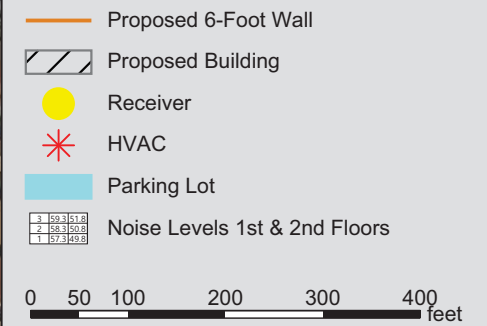 Proposed 6-Foot Wall
Proposed Building
Receiver
HVAC
Parking Lot
3 59.3 51.8
2 58.3 50.8
1 57.3 49.8
Noise Levels 1st & 2nd Floors
0 50 100 200 300 400
feet